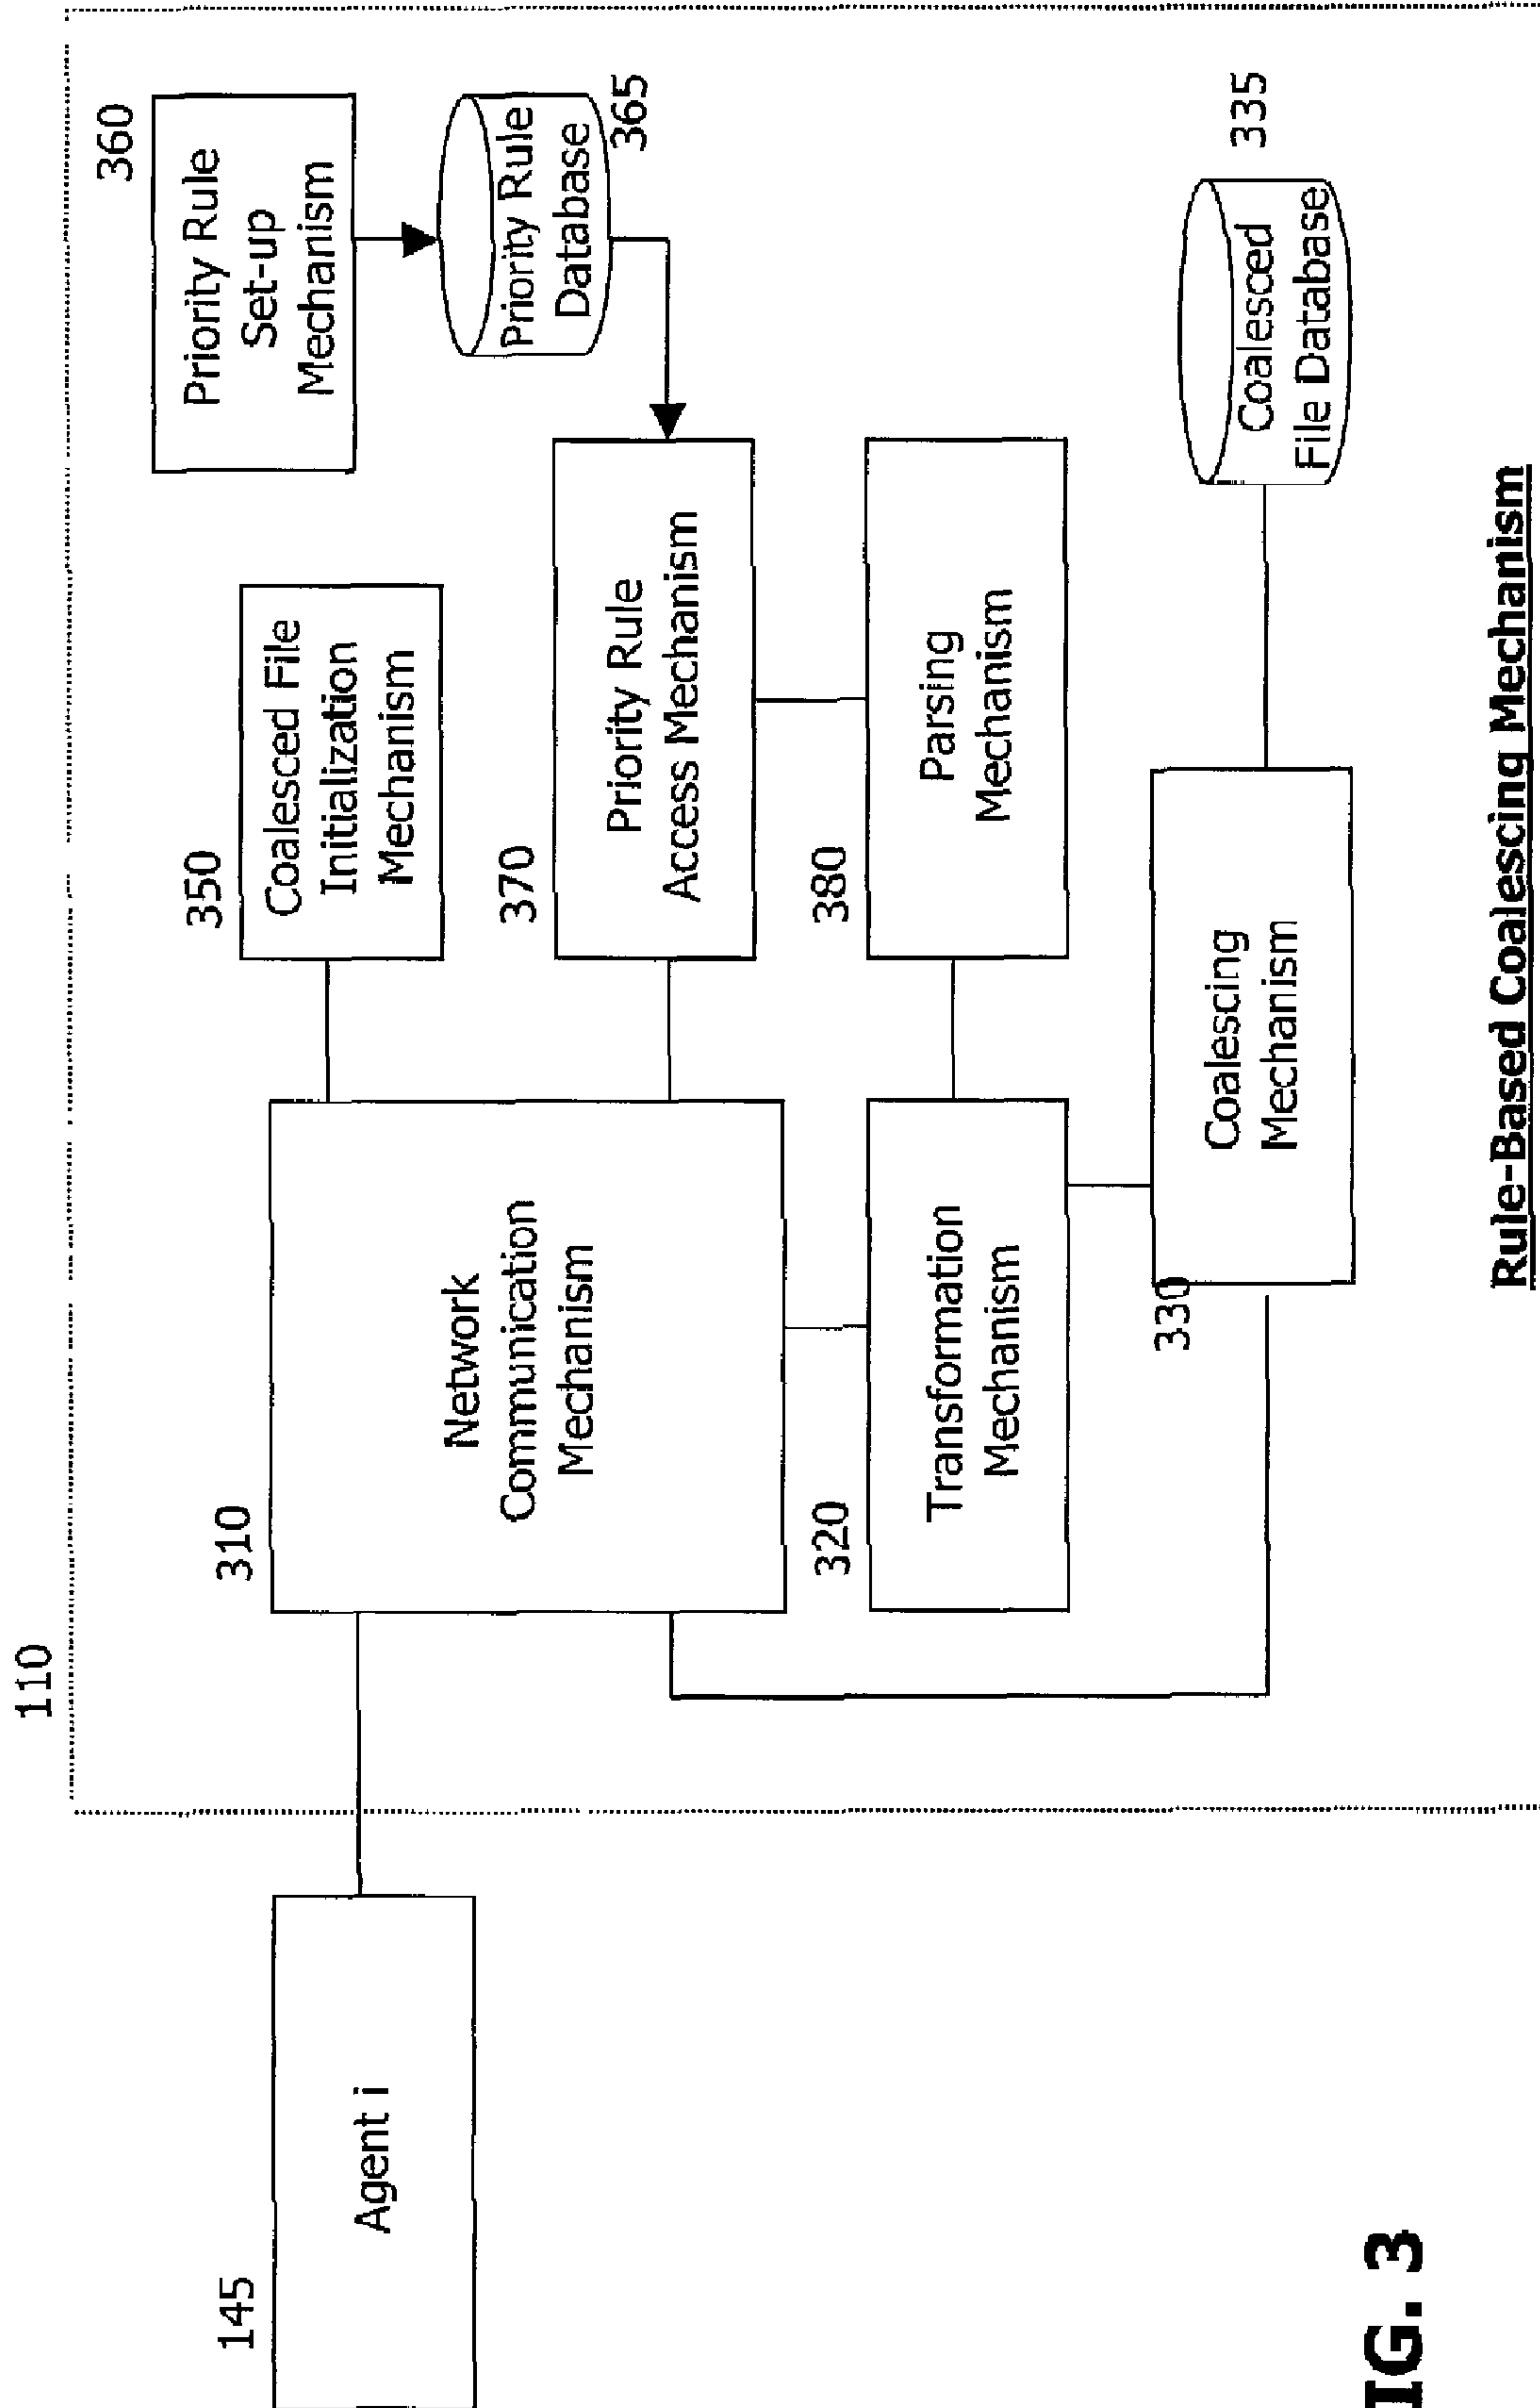 110
145
Agent i
310
Network
Communication
Mechanism
350
Coalesced File
Initialization
Mechanism
360
Priority Rule
Set-up
Mechanism
Priority Rule
Database
365
370
Priority Rule
Access Mechanism
320
Transformation
Mechanism
380
Parsing
Mechanism
330
Coalescing
Mechanism
335
Coalesced
File Database
IG. 3
Rule-Based Coalescing Mechanism